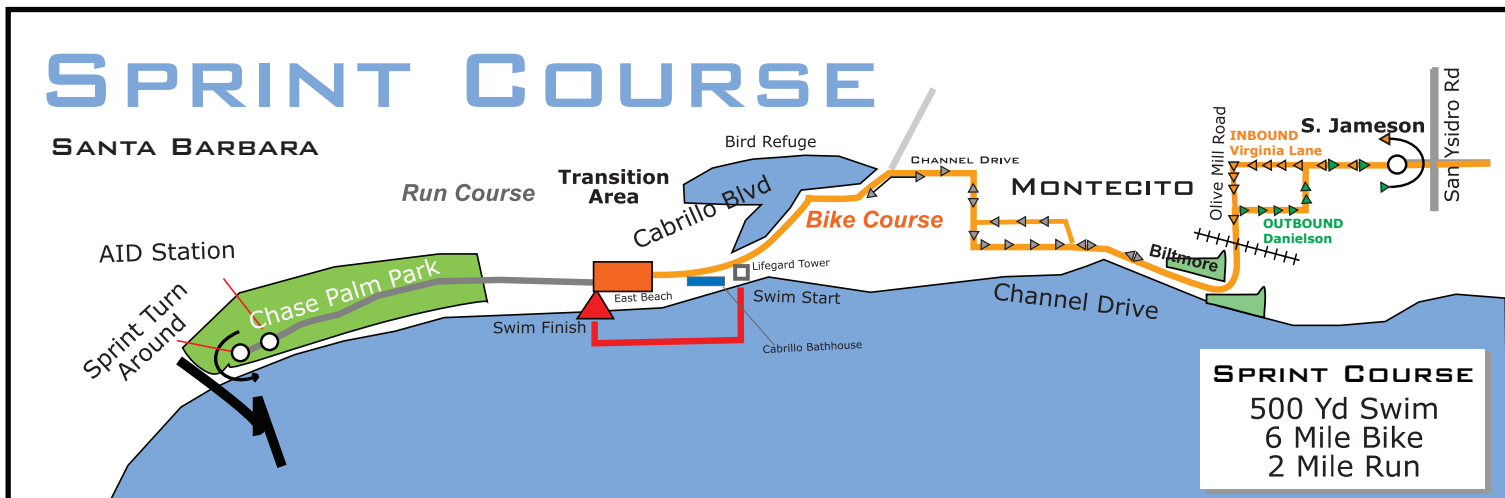 SPRINT COURSE
SANTA BARBARA
Run Course
Transition
Area
Bird Refuge
Cabrillo Blvd
CHANNEL DRIVE
Bike Course
MONTECITO
Olive Mill Road
INBOUND
Virginia Lane
S. Jameson
San Ysidro Rd
OUTBOUND
Danielson
AID Station
Chase Palm Park
Sprint Turn
Around
East Beach
Swim Finish
Lifegard Tower
Swim Start
Cabrillo Bathhouse
Biltmore
Channel Drive
SPRINT COURSE
500 Yd Swim
6 Mile Bike
2 Mile Run